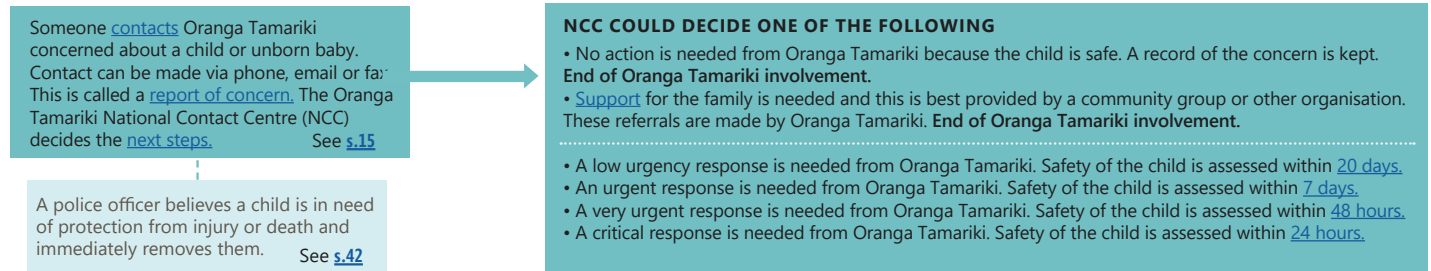 Someone contacts Oranga Tamariki
concerned about a child or unborn baby.
Contact can be made via phone, email or fax
This is called a report of concern. The Oranga
Tamariki National Contact Centre (NCC)
decides the next steps. See s.15
A police officer believes a child is in need
of protection from injury or death and
immediately removes them. See s.42
NCC COULD DECIDE ONE OF THE FOLLOWING
• No action is needed from Oranga Tamariki because the child is safe. A record of the concern is kept.
End of Oranga Tamariki involvement.
• Support for the family is needed and this is best provided by a community group or other organisation.
These referrals are made by Oranga Tamariki. End of Oranga Tamariki involvement.
• A low urgency response is needed from Oranga Tamariki. Safety of the child is assessed within 20 days.
• An urgent response is needed from Oranga Tamariki. Safety of the child is assessed within 7 days.
• A very urgent response is needed from Oranga Tamariki. Safety of the child is assessed within 48 hours.
• A critical response is needed from Oranga Tamariki. Safety of the child is assessed within 24 hours.